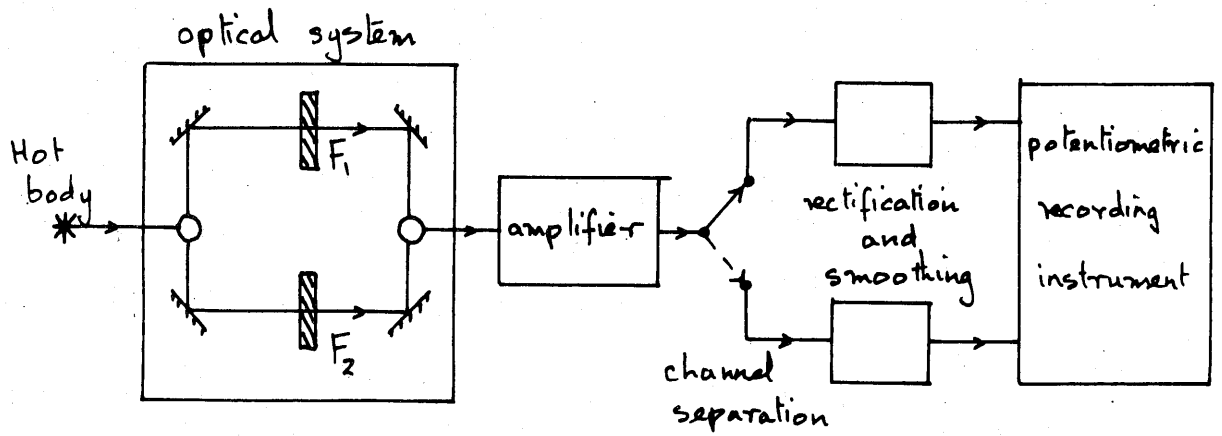 optical system
Hot
body
F1
F2
amplifier
rectification
and
smoothing
channel
separation
potentiometric
recording
instrument